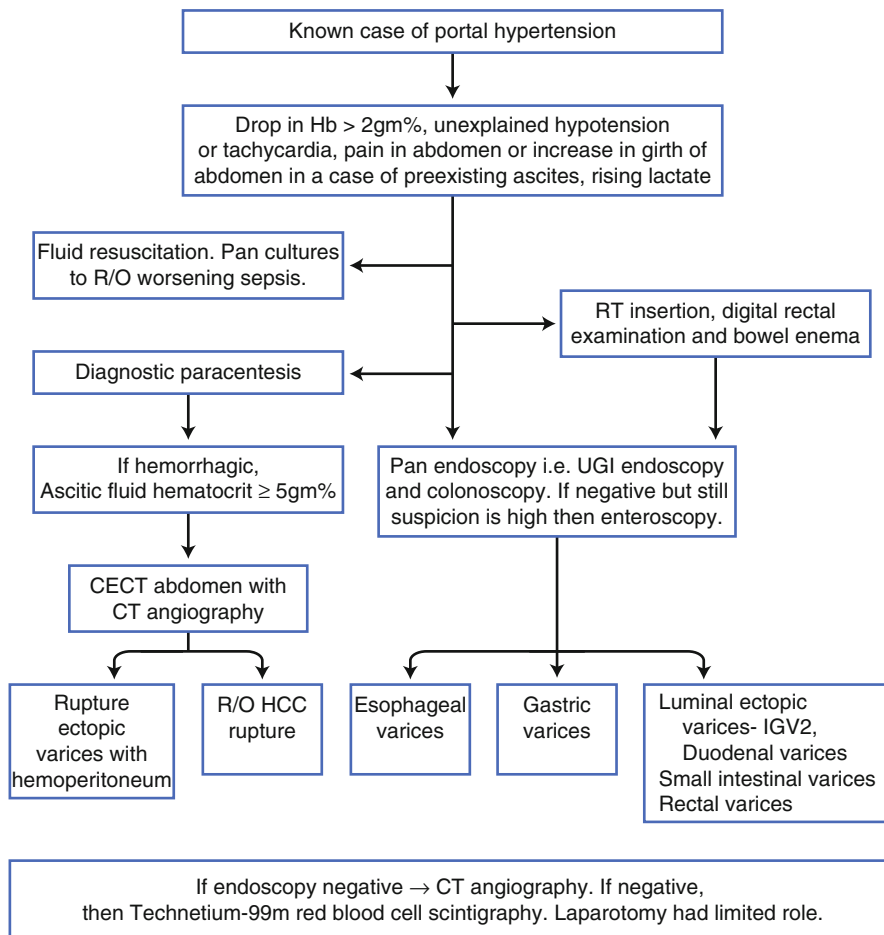 Known case of portal hypertension
Drop in Hb > 2gm%, unexplained hypotension
or tachycardia, pain in abdomen or increase in girth of
abdomen in a case of preexisting ascites, rising lactate
Fluid resuscitation. Pan cultures
to R/O worsening sepsis.
RT insertion, digital rectal
examination and bowel enema
Diagnostic paracentesis
If hemorrhagic,
Ascitic fluid hematocrit ≥ 5gm%
Pan endoscopy i.e. UGI endoscopy
and colonoscopy. If negative but still
suspicion is high then enteroscopy.
CECT abdomen with
CT angiography
Rupture
ectopic
varices with
hemoperitoneum
R/O HCC
rupture
Esophageal
varices
Gastric
varices
Luminal ectopic
varices- IGV2,
Duodenal varices
Small intestinal varices
Rectal varices
If endoscopy negative → CT angiography. If negative,
then Technetium-99m red blood cell scintigraphy. Laparotomy had limited role.